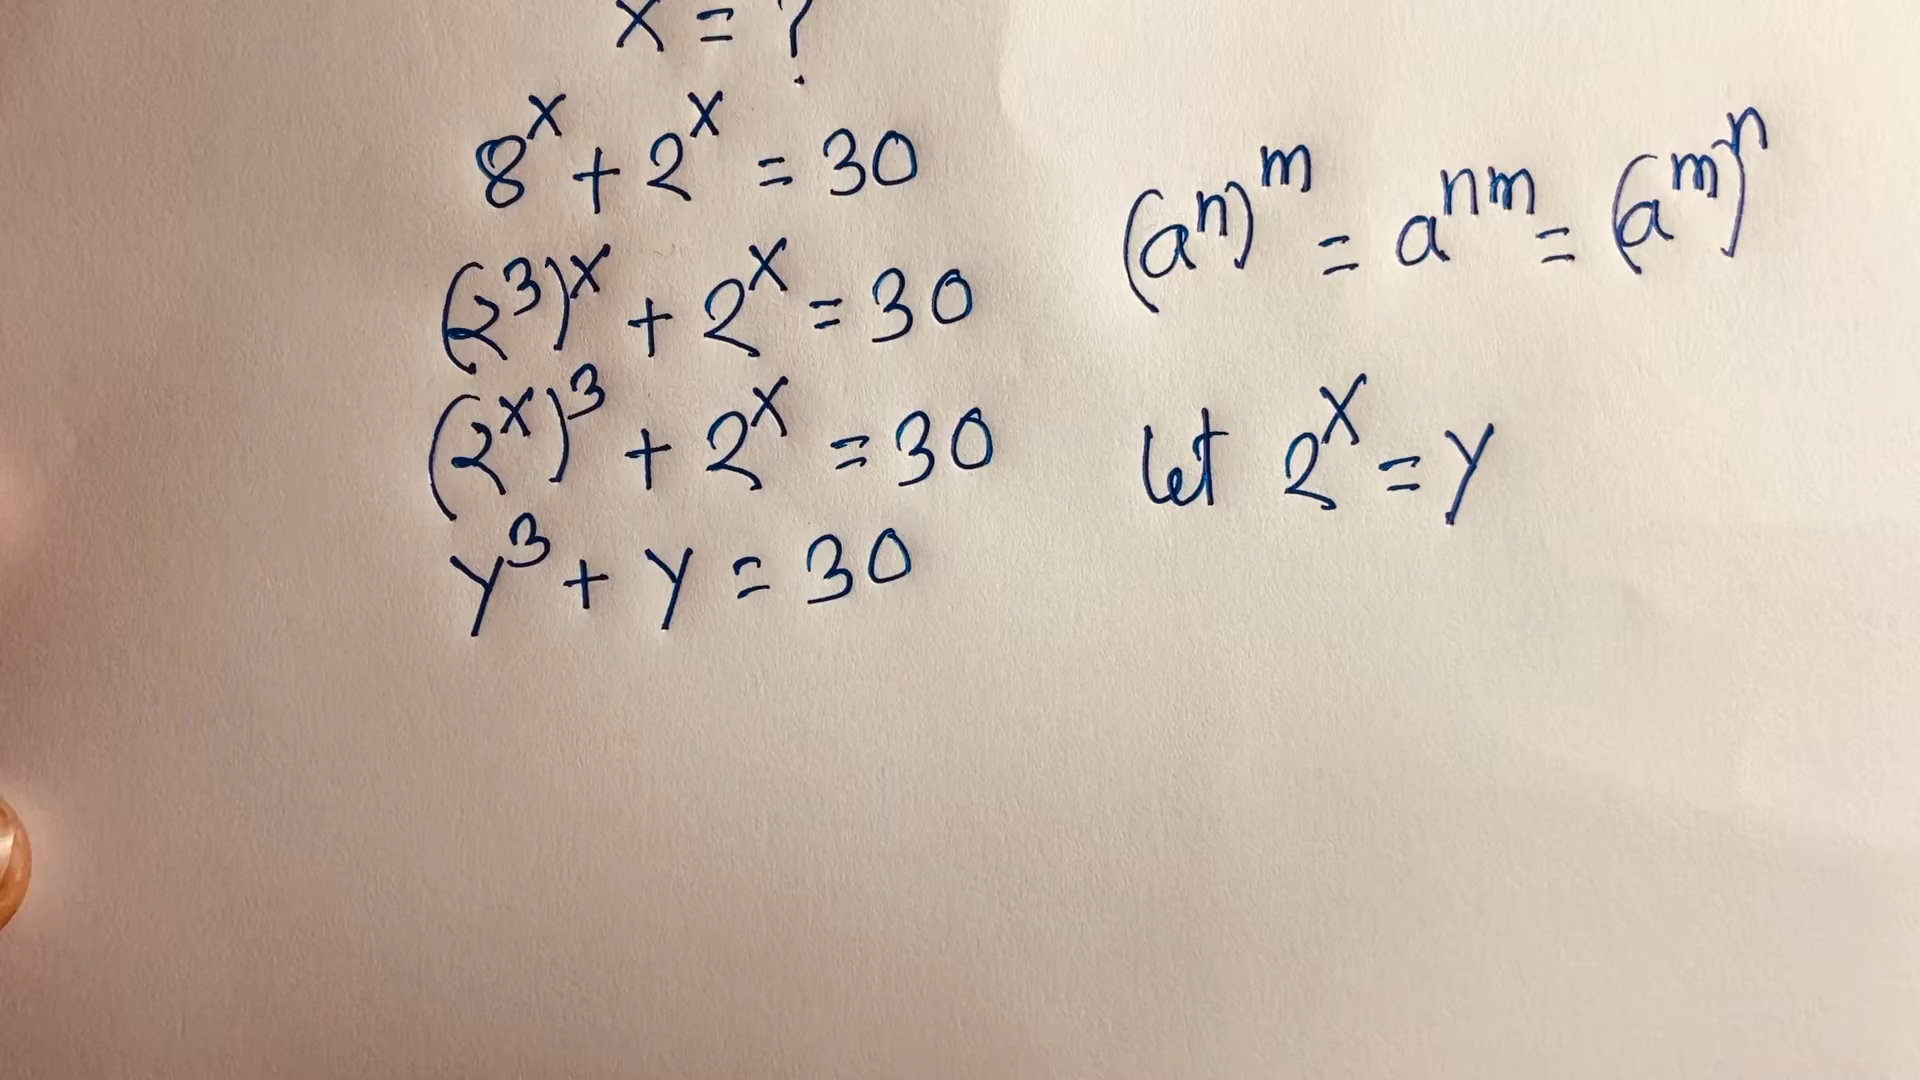 x = ?
8^x + 2^x = 30
(a^n)^m = a^nm = (a^m)^n
(2^3)^x + 2^x = 30
(2^x)^3 + 2^x = 30
let 2^x = y
y^3 + y = 30